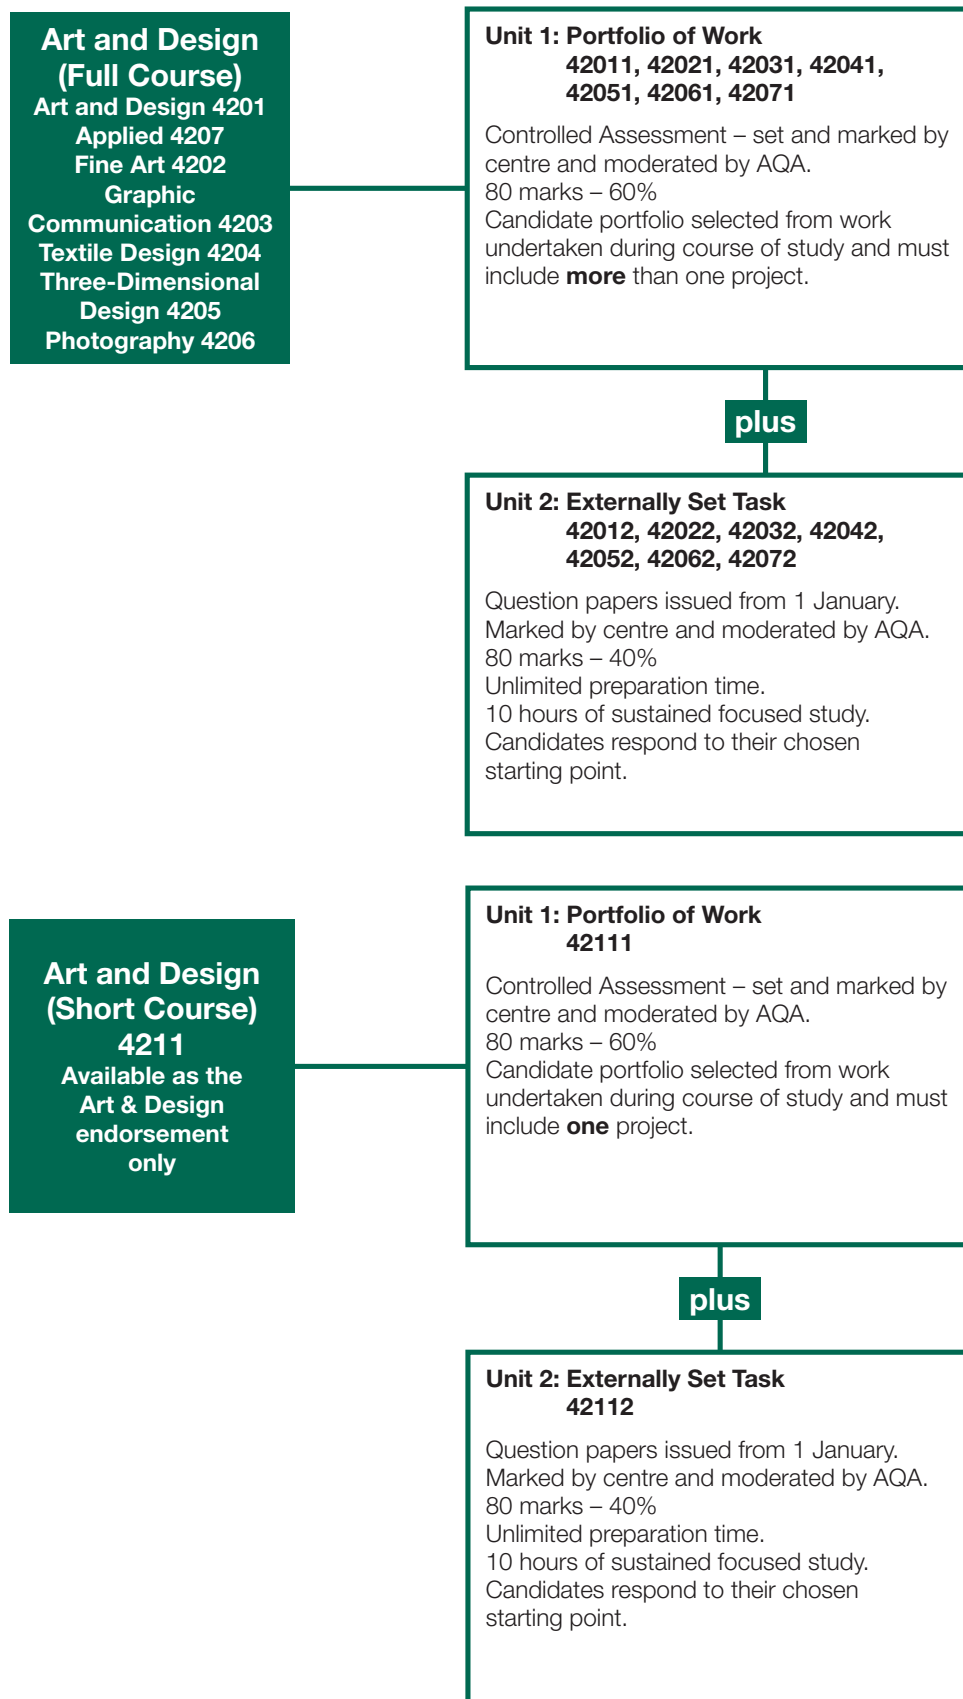 Art and Design
(Full Course)
Art and Design 4201
Applied 4207
Fine Art 4202
Graphic
Communication 4203
Textile Design 4204
Three-Dimensional
Design 4205
Photography 4206
Unit 1: Portfolio of Work
42011, 42021, 42031, 42041,
42051, 42061, 42071
Controlled Assessment – set and marked by
centre and moderated by AQA.
80 marks – 60%
Candidate portfolio selected from work
undertaken during course of study and must
include more than one project.
plus
Unit 2: Externally Set Task
42012, 42022, 42032, 42042,
42052, 42062, 42072
Question papers issued from 1 January.
Marked by centre and moderated by AQA.
80 marks – 40%
Unlimited preparation time.
10 hours of sustained focused study.
Candidates respond to their chosen
starting point.
Art and Design
(Short Course)
4211
Available as the
Art & Design
endorsement
only
Unit 1: Portfolio of Work
42111
Controlled Assessment – set and marked by
centre and moderated by AQA.
80 marks – 60%
Candidate portfolio selected from work
undertaken during course of study and must
include one project.
plus
Unit 2: Externally Set Task
42112
Question papers issued from 1 January.
Marked by centre and moderated by AQA.
80 marks – 40%
Unlimited preparation time.
10 hours of sustained focused study.
Candidates respond to their chosen
starting point.